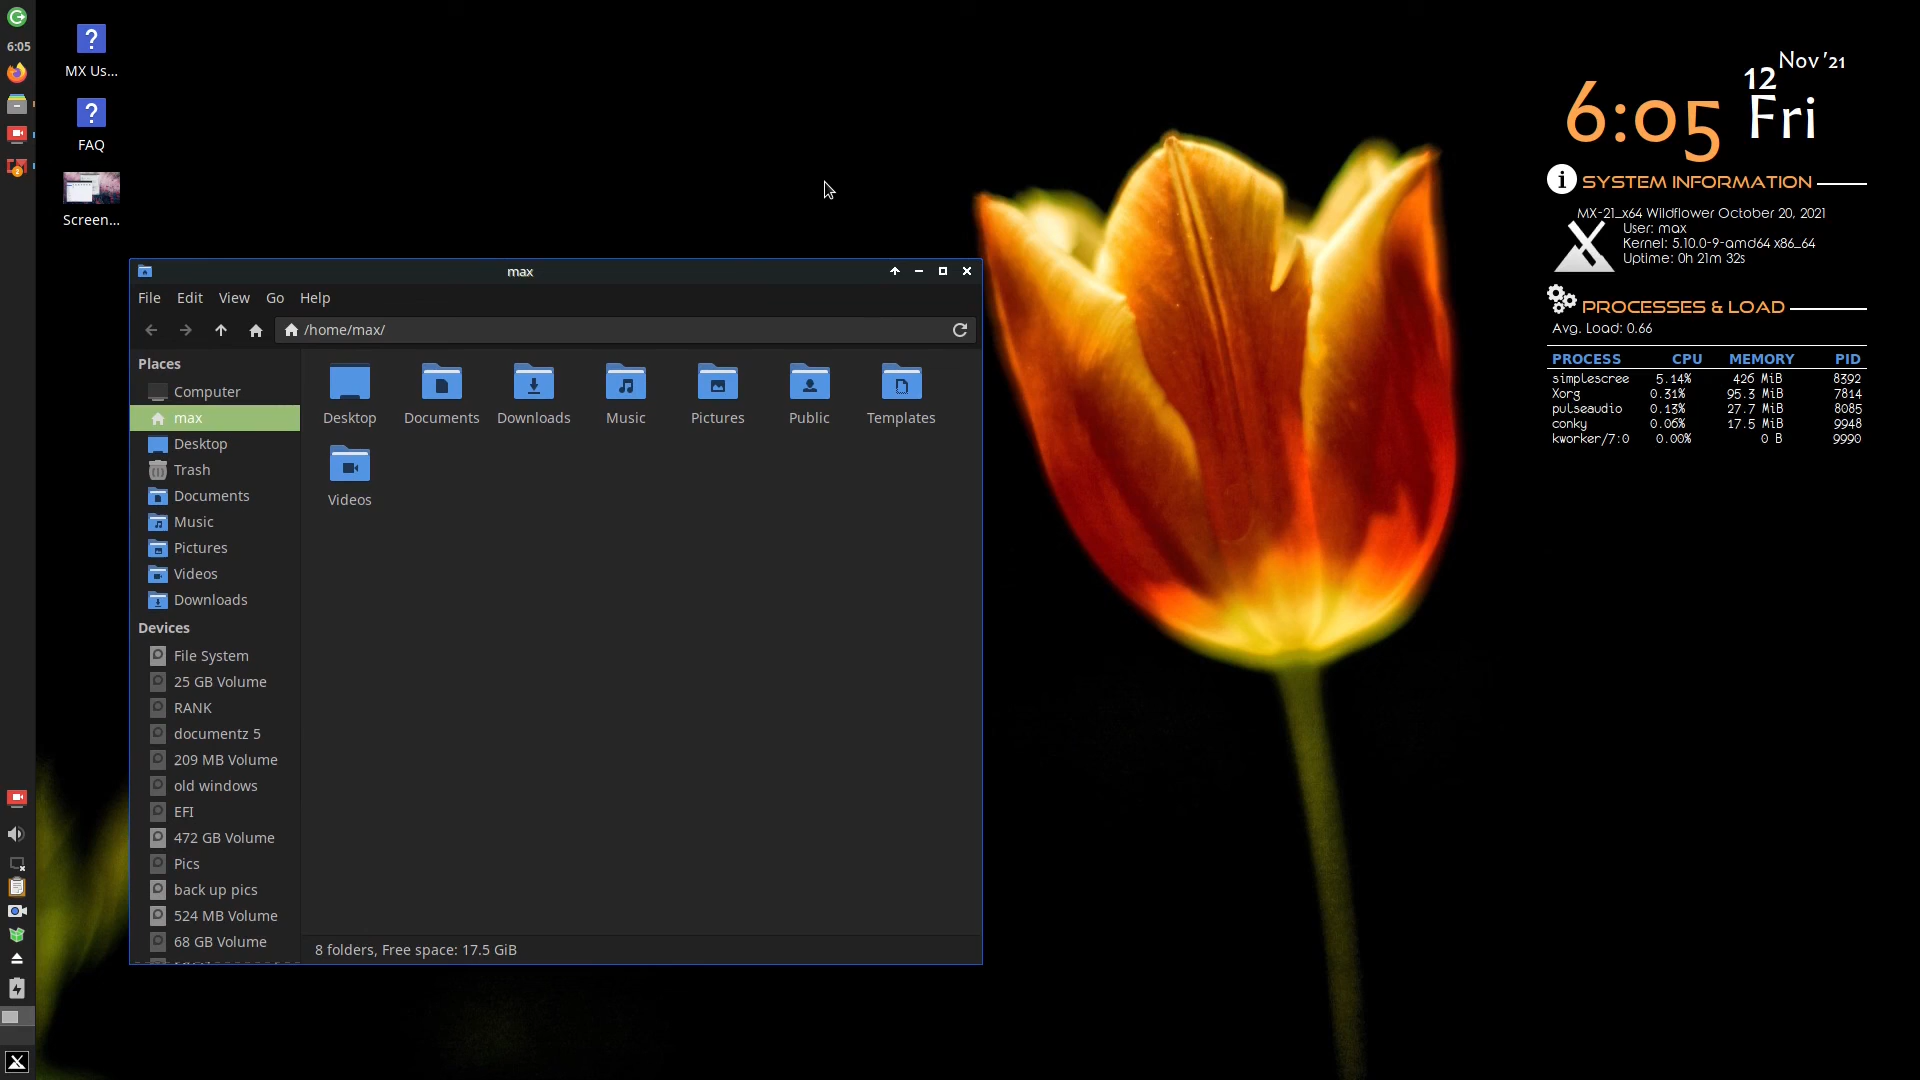 6:05
MX Us...
FAQ
Screen...
max
File Edit View Go Help
/home/max/
Places
Computer
max
Desktop
Trash
Documents
Music
Pictures
Videos
Downloads
Devices
File System
25 GB Volume
RANK
documentz 5
209 MB Volume
old windows
EFI
472 GB Volume
Pics
back up pics
524 MB Volume
68 GB Volume
Desktop Documents Downloads Music Pictures Public Templates
Videos
8 folders, Free space: 17.5 GiB
Nov '21
12
6:05 Fri
SYSTEM INFORMATION
MX-21_x64 Wildflower October 20, 2021
User: max
Kernel: 5.10.0-9-amd64 x86_64
Uptime: 0h 21m 32s
PROCESSES & LOAD
Avg. Load: 0.66
PROCESS CPU MEMORY PID
simplescree 5.14% 426 MiB 8392
Xorg 0.31% 95.3 MiB 7814
pulseaudio 0.13% 27.7 MiB 8085
conky 0.06% 17.5 MiB 9948
kworker/7:0 0.00% 0 B 9990